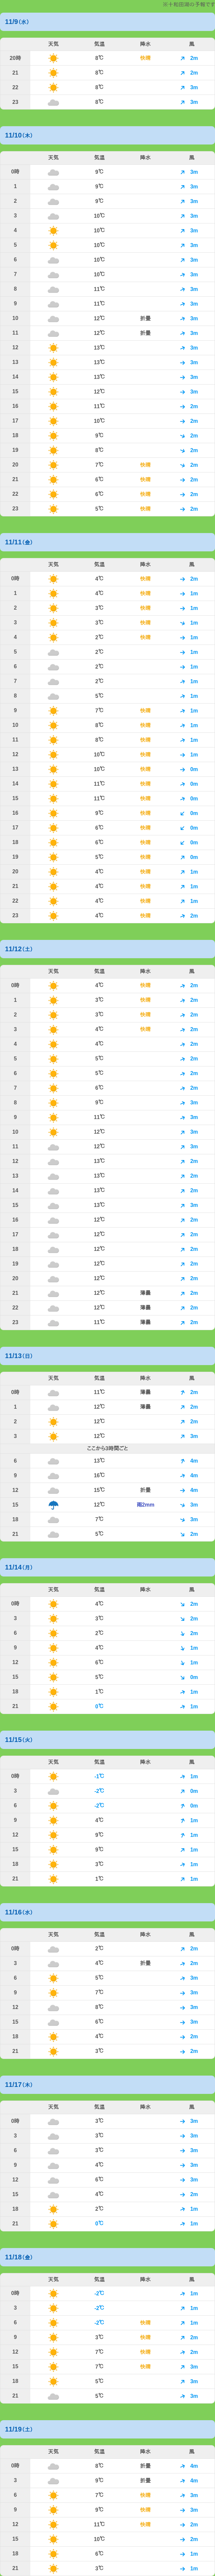 ※十和田湖の予報です
11/9(水)
天気 気温 降水 風
20時 8℃ 快晴 2m
21 8℃ 2m
22 8℃ 3m
23 8℃ 3m
11/10(木)
天気 気温 降水 風
0時 9℃ 3m
1 9℃ 3m
2 9℃ 3m
3 10℃ 3m
4 10℃ 3m
5 10℃ 3m
6 10℃ 3m
7 10℃ 3m
8 11℃ 3m
9 11℃ 3m
10 12℃ 折曇 3m
11 12℃ 折曇 3m
12 13℃ 3m
13 13℃ 3m
14 13℃ 3m
15 12℃ 3m
16 11℃ 2m
17 10℃ 2m
18 9℃ 2m
19 8℃ 2m
20 7℃ 快晴 2m
21 6℃ 快晴 2m
22 6℃ 快晴 2m
23 5℃ 快晴 2m
11/11(金)
天気 気温 降水 風
0時 4℃ 快晴 2m
1 4℃ 快晴 1m
2 3℃ 快晴 1m
3 3℃ 快晴 1m
4 2℃ 快晴 1m
5 2℃ 1m
6 2℃ 1m
7 2℃ 1m
8 5℃ 1m
9 7℃ 快晴 1m
10 8℃ 快晴 1m
11 8℃ 快晴 1m
12 10℃ 快晴 1m
13 10℃ 快晴 0m
14 11℃ 快晴 0m
15 11℃ 快晴 0m
16 9℃ 快晴 0m
17 6℃ 快晴 0m
18 6℃ 快晴 0m
19 5℃ 快晴 0m
20 4℃ 快晴 1m
21 4℃ 快晴 1m
22 4℃ 快晴 1m
23 4℃ 快晴 2m
11/12(土)
天気 気温 降水 風
0時 4℃ 快晴 2m
1 3℃ 快晴 2m
2 3℃ 快晴 2m
3 4℃ 快晴 2m
4 4℃ 2m
5 5℃ 2m
6 5℃ 2m
7 6℃ 2m
8 9℃ 3m
9 11℃ 3m
10 12℃ 3m
11 12℃ 3m
12 13℃ 2m
13 13℃ 2m
14 13℃ 2m
15 13℃ 3m
16 12℃ 2m
17 12℃ 2m
18 12℃ 2m
19 12℃ 2m
20 12℃ 2m
21 12℃ 薄曇 2m
22 12℃ 薄曇 2m
23 11℃ 薄曇 2m
11/13(日)
天気 気温 降水 風
0時 11℃ 薄曇 2m
1 12℃ 薄曇 2m
2 12℃ 2m
3 12℃ 3m
ここから3時間ごと
6 13℃ 4m
9 16℃ 4m
12 15℃ 折曇 4m
15 12℃ 雨2mm 3m
18 7℃ 3m
21 5℃ 2m
11/14(月)
天気 気温 降水 風
0時 4℃ 2m
3 3℃ 2m
6 2℃ 2m
9 4℃ 1m
12 6℃ 1m
15 5℃ 0m
18 1℃ 1m
21 0℃ 1m
11/15(火)
天気 気温 降水 風
0時 -1℃ 1m
3 -2℃ 0m
6 -2℃ 0m
9 4℃ 1m
12 9℃ 1m
15 9℃ 1m
18 3℃ 1m
21 1℃ 1m
11/16(水)
天気 気温 降水 風
0時 2℃ 2m
3 4℃ 折曇 2m
6 5℃ 3m
9 7℃ 3m
12 8℃ 3m
15 6℃ 3m
18 4℃ 2m
21 3℃ 2m
11/17(木)
天気 気温 降水 風
0時 3℃ 3m
3 3℃ 3m
6 3℃ 3m
9 4℃ 3m
12 6℃ 3m
15 4℃ 2m
18 2℃ 1m
21 0℃ 1m
11/18(金)
天気 気温 降水 風
0時 -2℃ 1m
3 -2℃ 1m
6 -2℃ 快晴 1m
9 3℃ 快晴 2m
12 7℃ 快晴 2m
15 7℃ 快晴 3m
18 5℃ 3m
21 5℃ 3m
11/19(土)
天気 気温 降水 風
0時 8℃ 折曇 4m
3 9℃ 折曇 4m
6 7℃ 快晴 3m
9 9℃ 快晴 3m
12 11℃ 快晴 2m
15 10℃ 2m
18 6℃ 1m
21 3℃ 1m